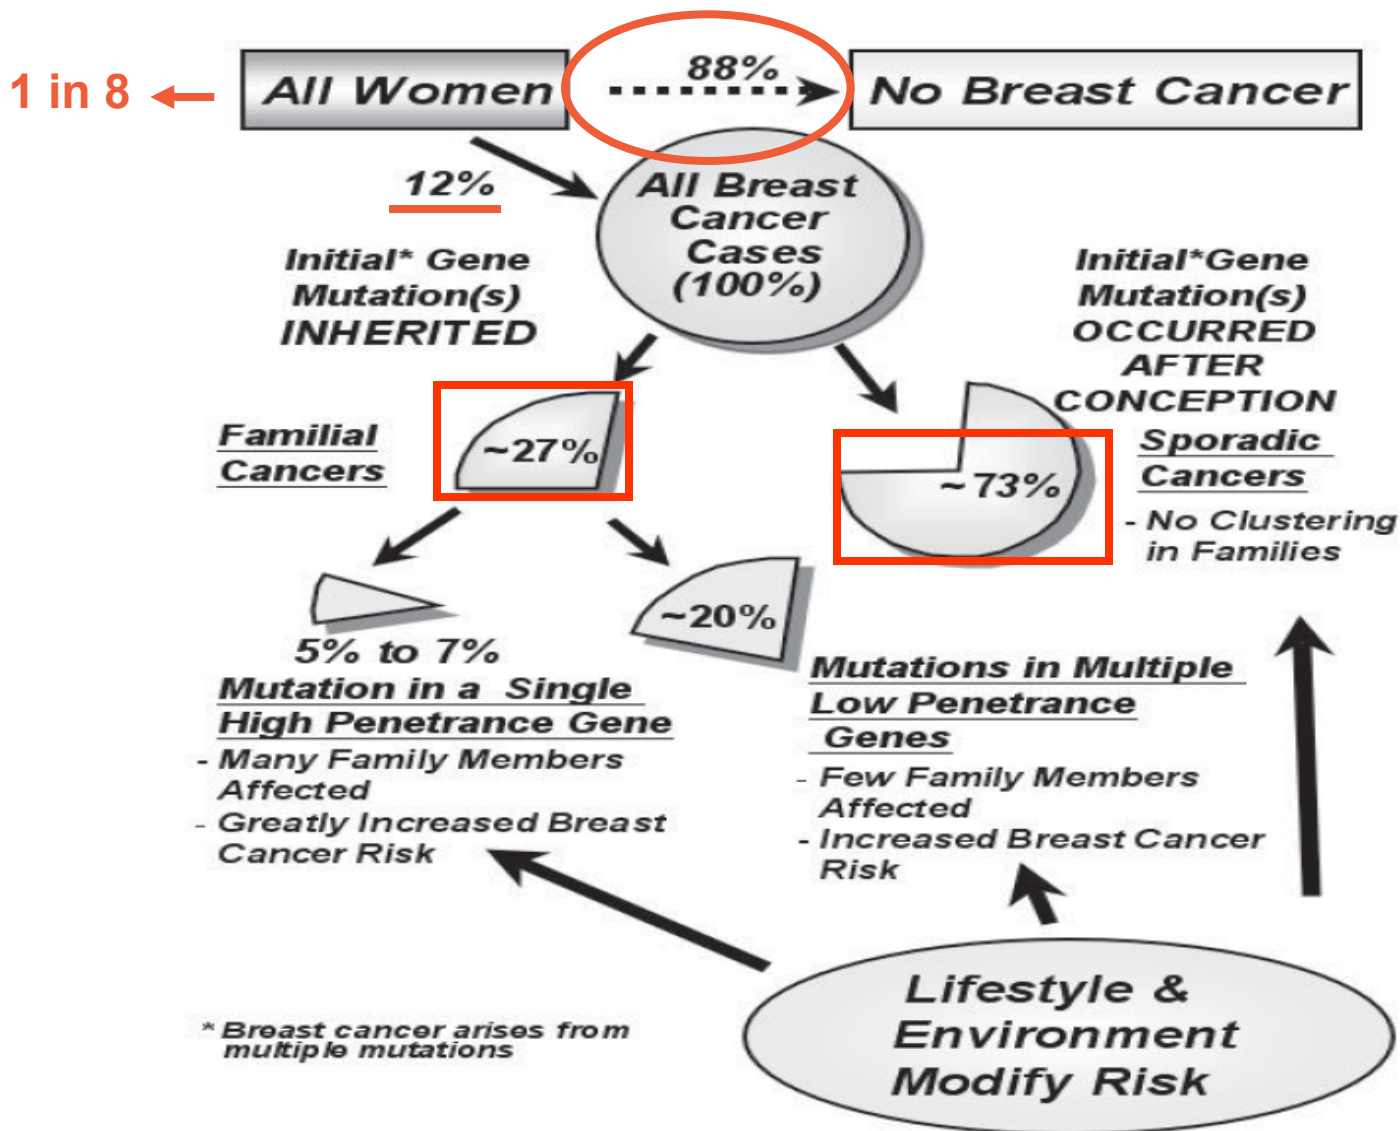 1 in 8
All Women
88%
No Breast Cancer
12%
All Breast
Cancer
Cases
(100%)
Initial* Gene
Mutation(s)
INHERITED
Initial*Gene
Mutation(s)
OCCURRED
AFTER
CONCEPTION
Familial
Cancers
~27%
~73%
Sporadic
Cancers
- No Clustering
in Families
5% to 7%
Mutation in a Single
High Penetrance Gene
- Many Family Members
Affected
- Greatly Increased Breast
Cancer Risk
~20%
Mutations in Multiple
Low Penetrance
Genes
- Few Family Members
Affected
- Increased Breast Cancer
Risk
Lifestyle &
Environment
Modify Risk
* Breast cancer arises from
multiple mutations